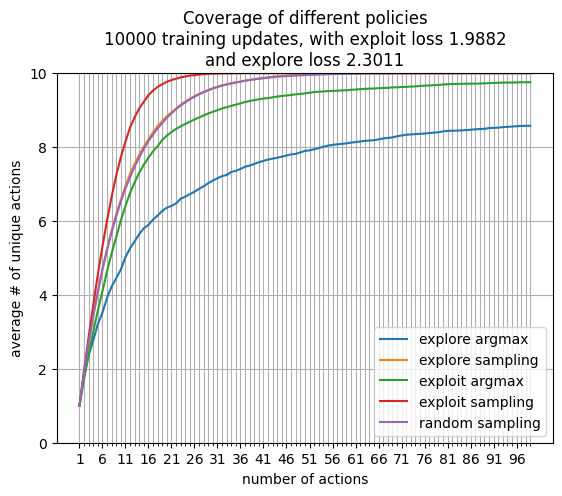 Coverage of different policies
10000 training updates, with exploit loss 1.9882
and explore loss 2.3011
10
8
6
4
2
0
average # of unique actions
explore argmax
explore sampling
exploit argmax
exploit sampling
random sampling
1 6 11 16 21 26 31 36 41 46 51 56 61 66 71 76 81 86 91 96
number of actions